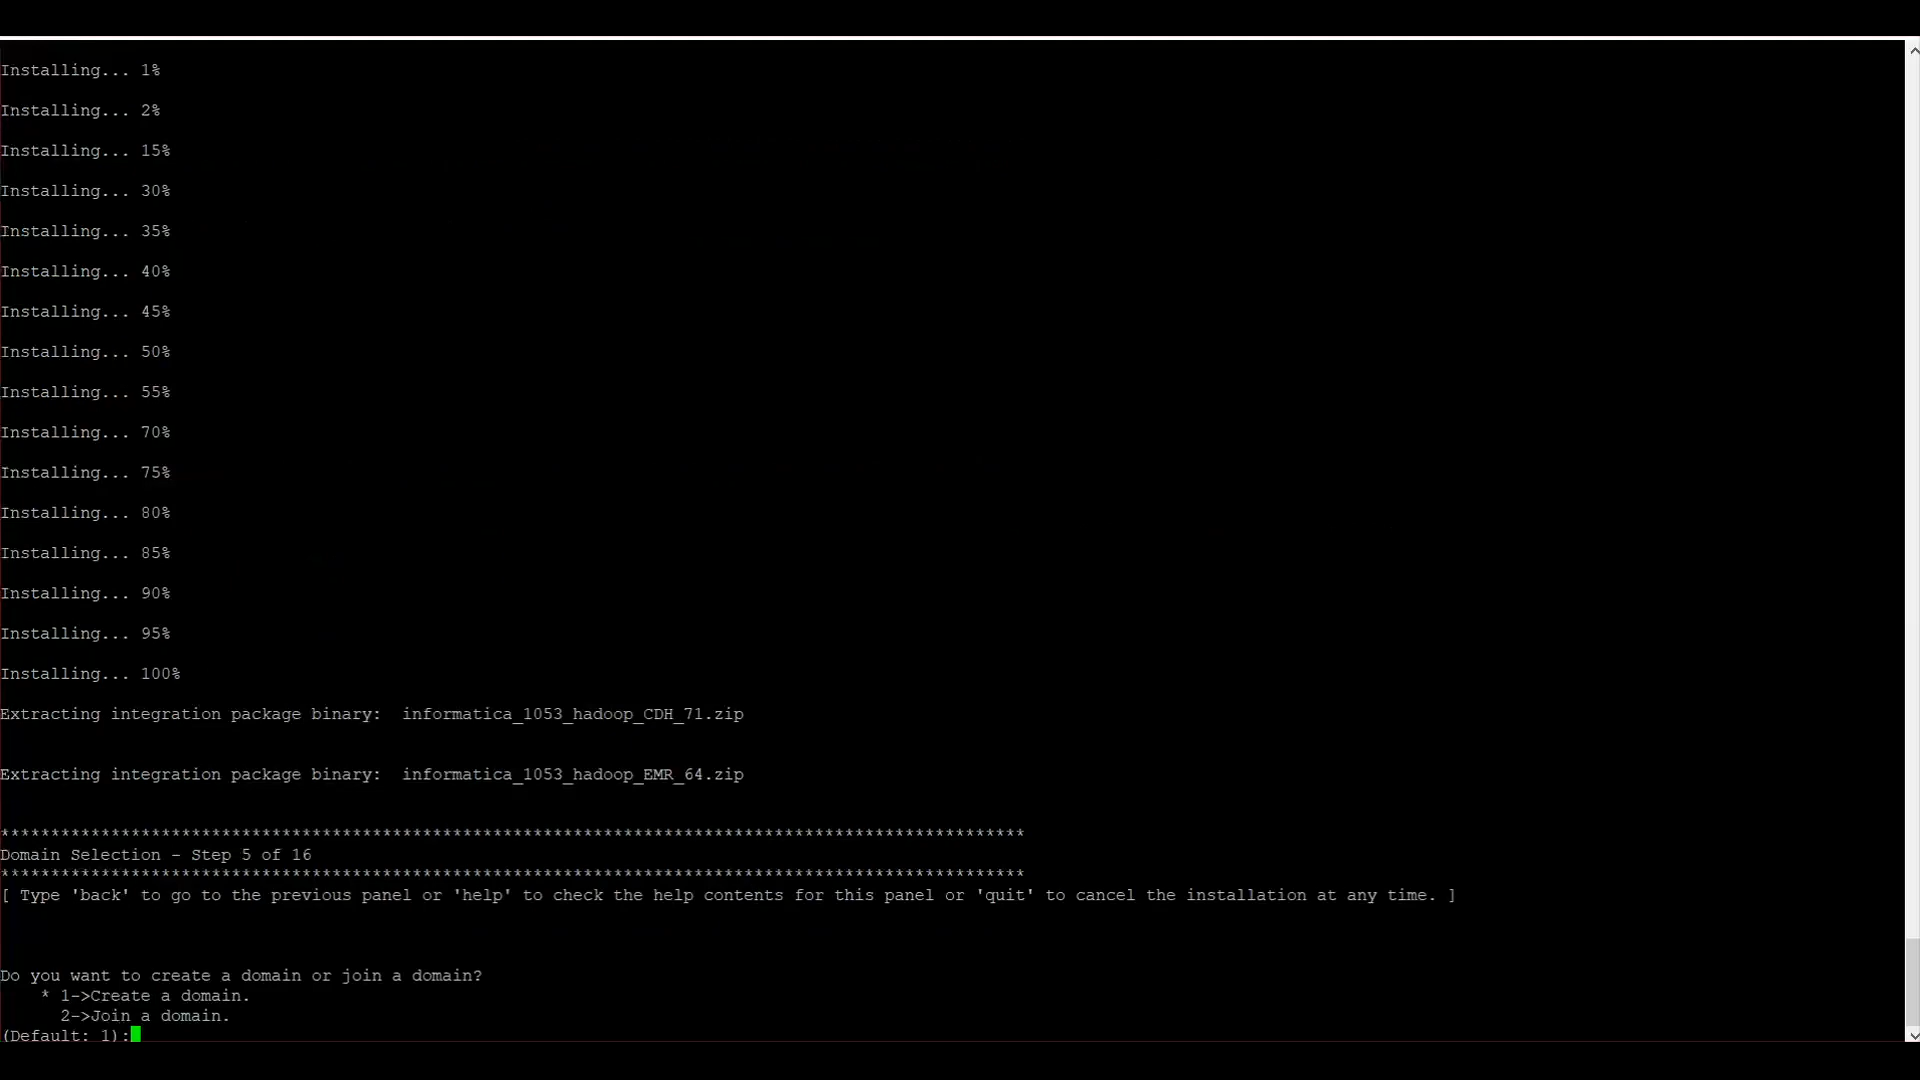 Installing... 1%
Installing... 2%
Installing... 15%
Installing... 30%
Installing... 35%
Installing... 40%
Installing... 45%
Installing... 50%
Installing... 55%
Installing... 70%
Installing... 75%
Installing... 80%
Installing... 85%
Installing... 90%
Installing... 95%
Installing... 100%
Extracting integration package binary:  informatica_1053_hadoop_CDH_71.zip
Extracting integration package binary:  informatica_1053_hadoop_EMR_64.zip
******************************************************************************************************
Domain Selection - Step 5 of 16
******************************************************************************************************
[ Type 'back' to go to the previous panel or 'help' to check the help contents for this panel or 'quit' to cancel the installation at any time. ]
Do you want to create a domain or join a domain?
* 1->Create a domain.
2->Join a domain.
(Default: 1):